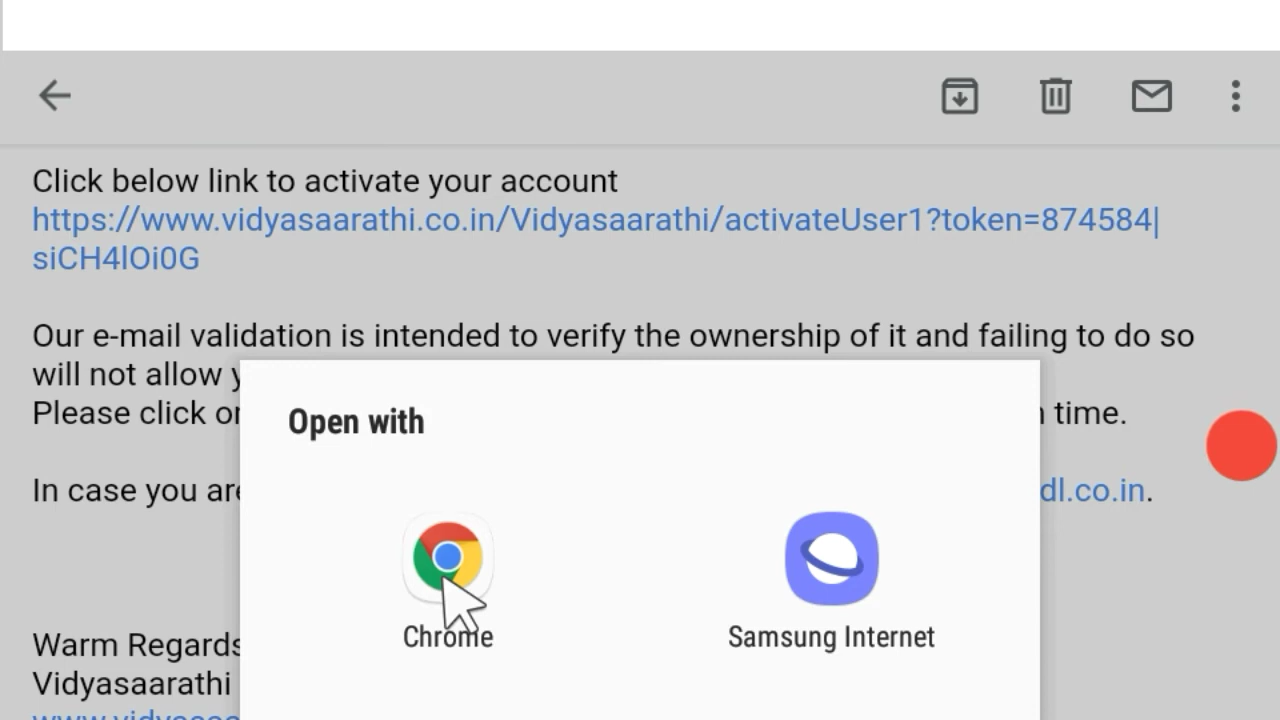 Click below link to activate your account
https://www.vidyasaarathi.co.in/Vidyasaarathi/activateUser1?token=874584|
siCH4lOi0G
Our e-mail validation is intended to verify the ownership of it and failing to do so
will not allow
Please click
time.
In case you are
dl.co.in.
Open with
Chrome
Samsung Internet
Warm Regards
Vidyasaarathi